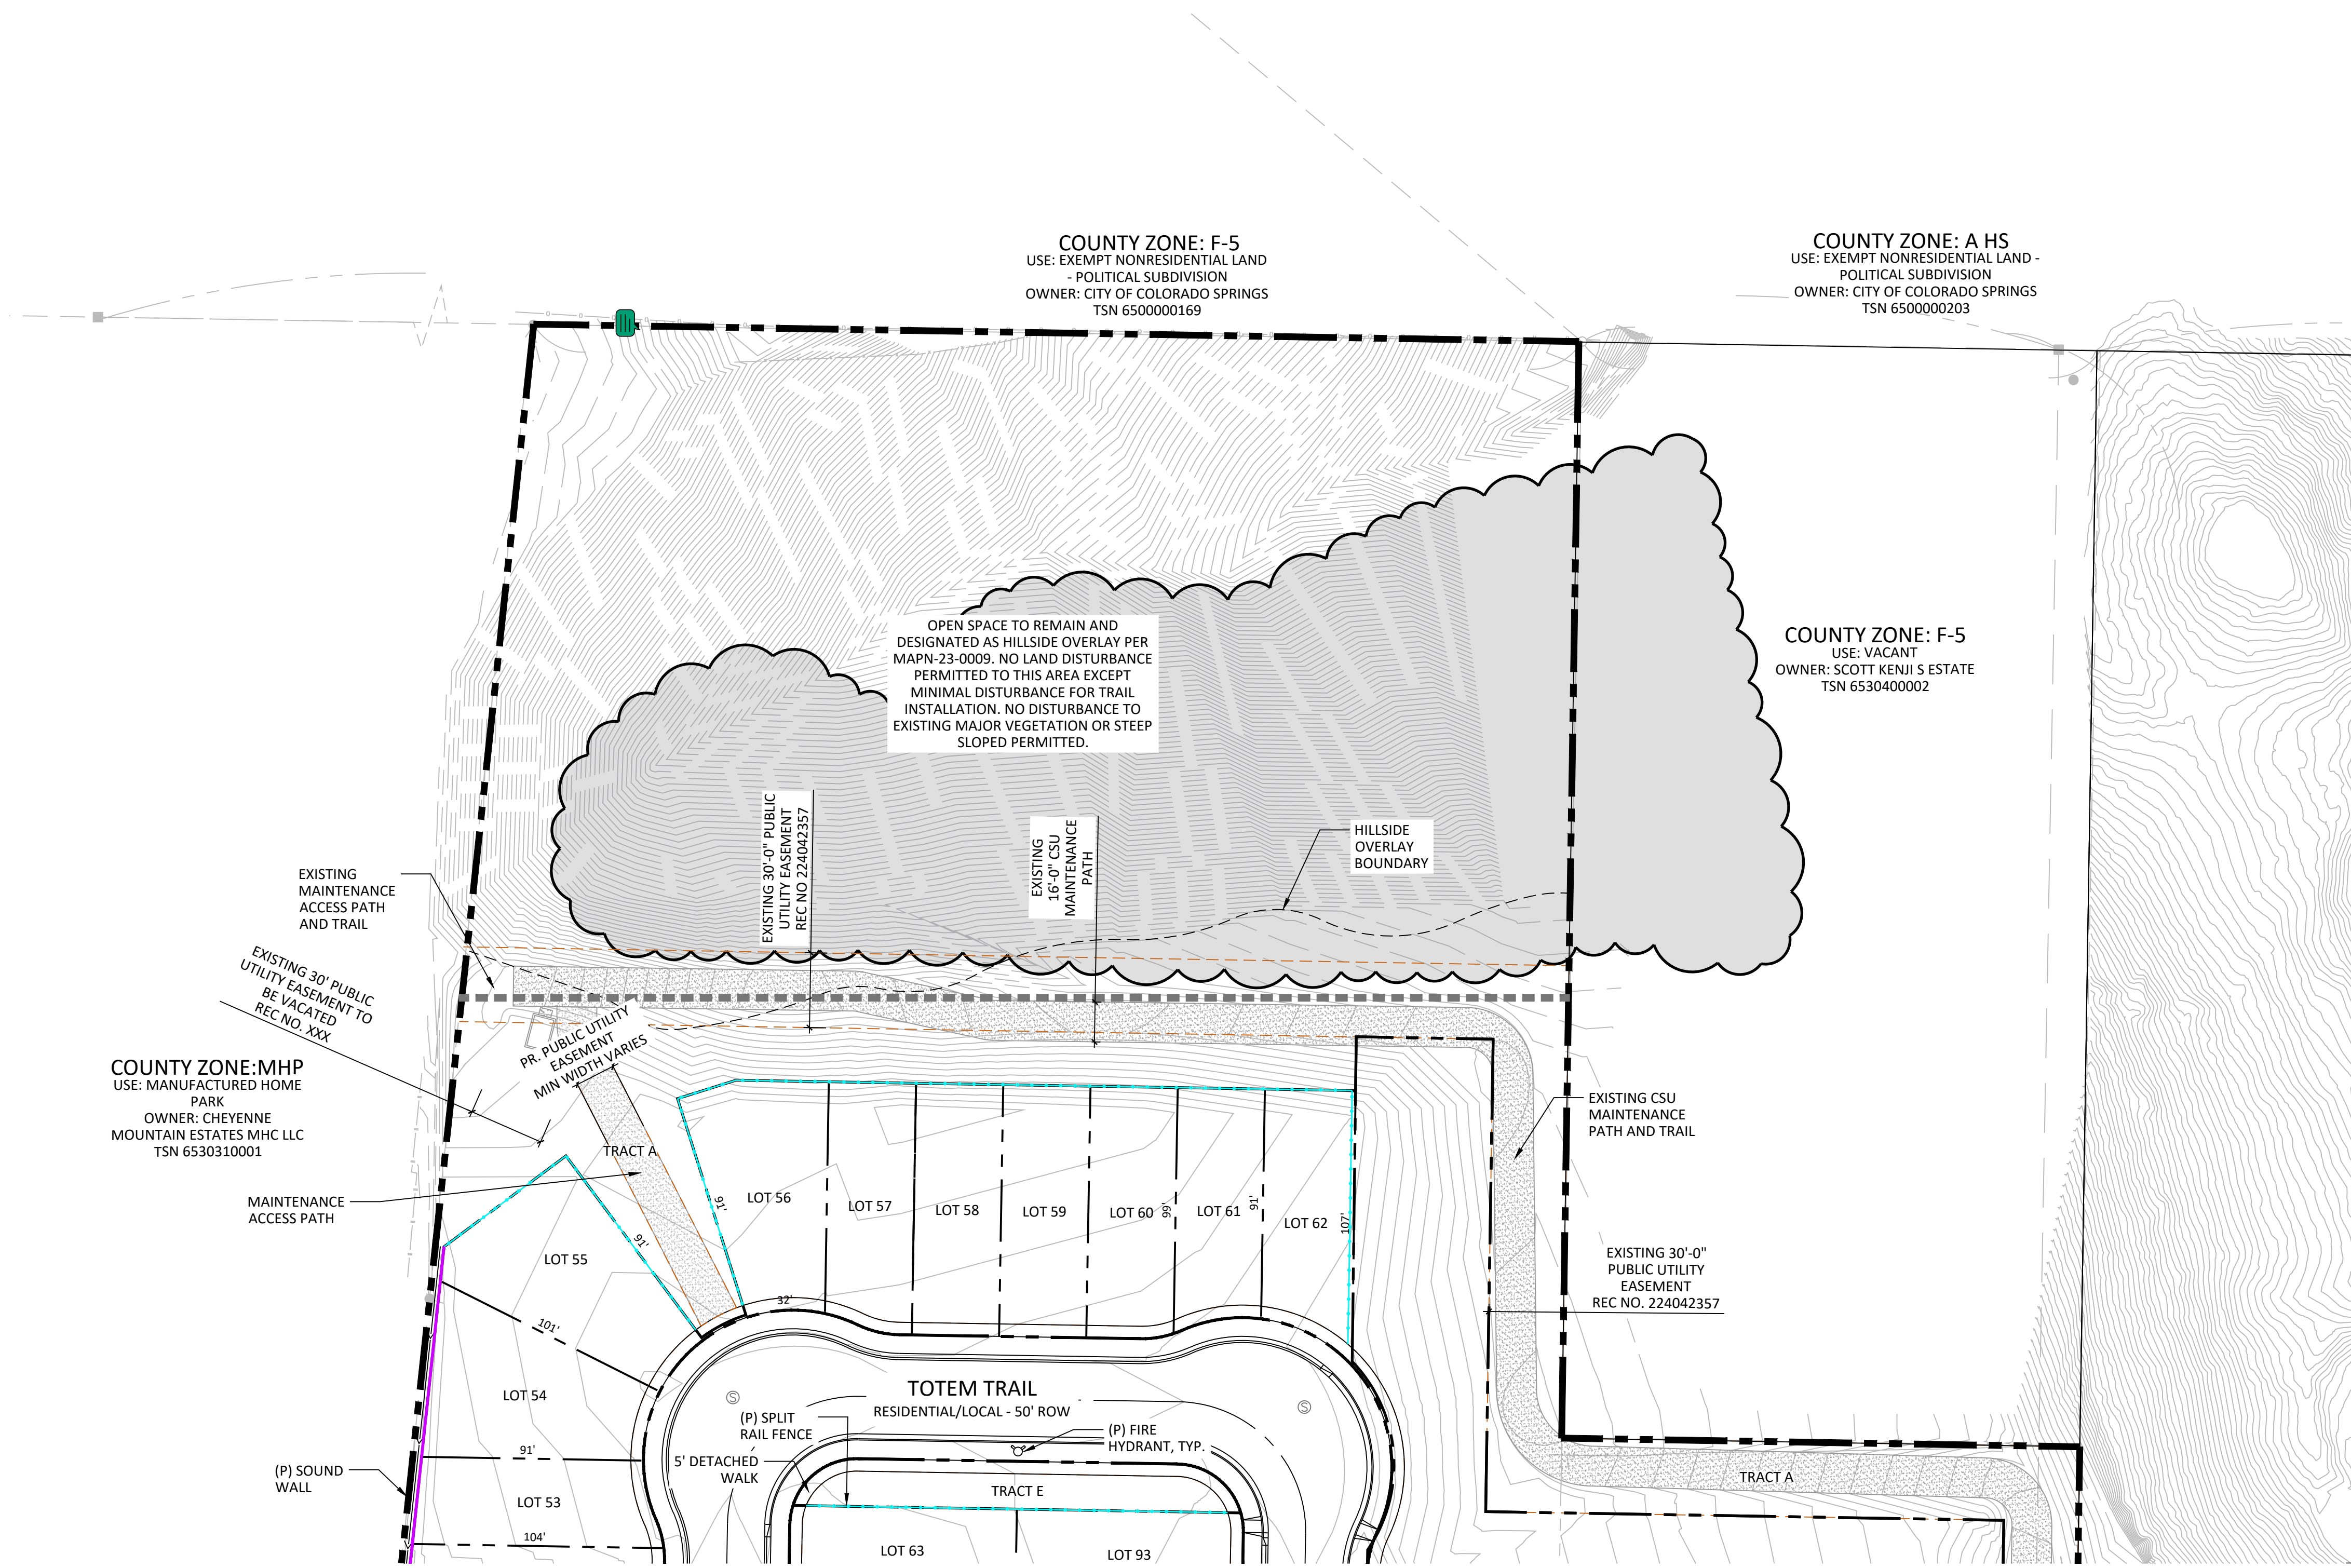 COUNTY ZONE: F-5
USE: EXEMPT NONRESIDENTIAL LAND
- POLITICAL SUBDIVISION
OWNER: CITY OF COLORADO SPRINGS
TSN 6500000169
COUNTY ZONE: A HS
USE: EXEMPT NONRESIDENTIAL LAND -
POLITICAL SUBDIVISION
OWNER: CITY OF COLORADO SPRINGS
TSN 6500000203
OPEN SPACE TO REMAIN AND
DESIGNATED AS HILLSIDE OVERLAY PER
MAPN-23-0009. NO LAND DISTURBANCE
PERMITTED TO THIS AREA EXCEPT
MINIMAL DISTURBANCE FOR TRAIL
INSTALLATION. NO DISTURBANCE TO
EXISTING MAJOR VEGETATION OR STEEP
SLOPED PERMITTED.
COUNTY ZONE: F-5
USE: VACANT
OWNER: SCOTT KENJI S ESTATE
TSN 6530400002
EXISTING 30'-0" PUBLIC
UTILITY EASEMENT
REC NO 224042357
EXISTING
16'-0" CSU
MAINTENANCE
PATH
HILLSIDE
OVERLAY
BOUNDARY
EXISTING
MAINTENANCE
ACCESS PATH
AND TRAIL
EXISTING 30' PUBLIC
UTILITY EASEMENT TO
BE VACATED
REC NO. XXX
PR. PUBLIC UTILITY
EASEMENT
MIN WIDTH VARIES
COUNTY ZONE:MHP
USE: MANUFACTURED HOME
PARK
OWNER: CHEYENNE
MOUNTAIN ESTATES MHC LLC
TSN 6530310001
EXISTING CSU
MAINTENANCE
PATH AND TRAIL
TRACT A
MAINTENANCE
ACCESS PATH
LOT 56
LOT 57
LOT 58
LOT 59
LOT 60
LOT 61
LOT 62
91'
99'
91'
107'
91'
LOT 55
EXISTING 30'-0"
PUBLIC UTILITY
EASEMENT
REC NO. 224042357
32'
101'
LOT 54
TOTEM TRAIL
RESIDENTIAL/LOCAL - 50' ROW
S
S
(P) SPLIT
RAIL FENCE
(P) FIRE
HYDRANT, TYP.
5' DETACHED
WALK
91'
(P) SOUND
WALL
TRACT E
TRACT A
LOT 53
104'
LOT 63
LOT 93